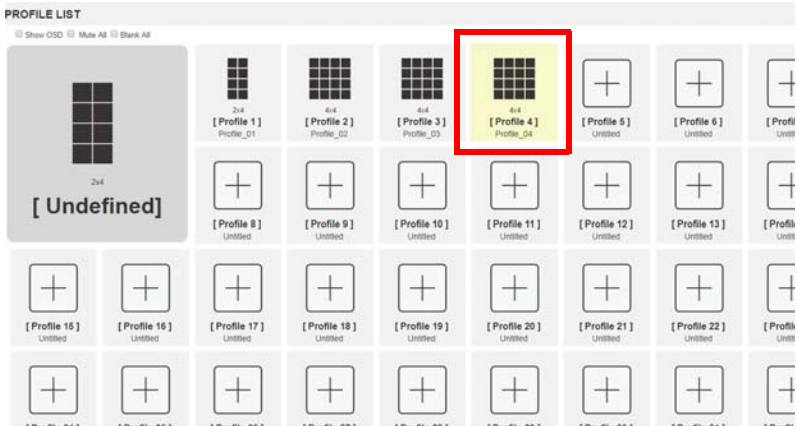 PROFILE LIST
Show OSD Mute All Blank All
2x4
[ Undefined]
2x4
[ Profile 1 ]
Profile_01
4x4
[ Profile 2 ]
Profile_02
4x4
[ Profile 3 ]
Profile_03
4x4
[ Profile 4 ]
Profile_04
[ Profile 5 ]
Untitled
[ Profile 6 ]
Untitled
[ Profile 8 ]
Untitled
[ Profile 9 ]
Untitled
[ Profile 10 ]
Untitled
[ Profile 11 ]
Untitled
[ Profile 12 ]
Untitled
[ Profile 13 ]
Untitled
[ Profile 15 ]
Untitled
[ Profile 16 ]
Untitled
[ Profile 17 ]
Untitled
[ Profile 18 ]
Untitled
[ Profile 19 ]
Untitled
[ Profile 20 ]
Untitled
[ Profile 21 ]
Untitled
[ Profile 22 ]
Untitled